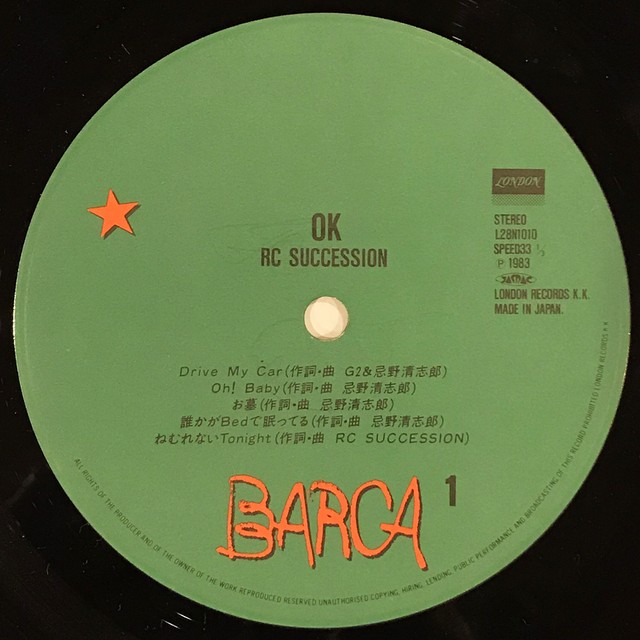 OK
RC SUCCESSION
LONDON
STEREO
L28N1010
SPEED33 1/3
℗ 1983
JASRAC
LONDON RECORDS K.K.
MADE IN JAPAN.
Drive My Car(作詞・曲 G2&忌野清志郎)
Oh! Baby(作詞・曲 忌野清志郎)
お墓(作詞・曲 忌野清志郎)
誰かがBedで眠ってる(作詞・曲 忌野清志郎)
ねむれないTonight(作詞・曲 RC SUCCESSION)
BARCA 1
ALL RIGHTS OF THE PRODUCER AND OF THE OWNER OF THE WORK REPRODUCED RESERVED. UNAUTHORISED COPYING, HIRING, LENDING, PUBLIC PERFORMANCE AND BROADCASTING OF THIS RECORD PROHIBITED LONDON RECORDS K.K.